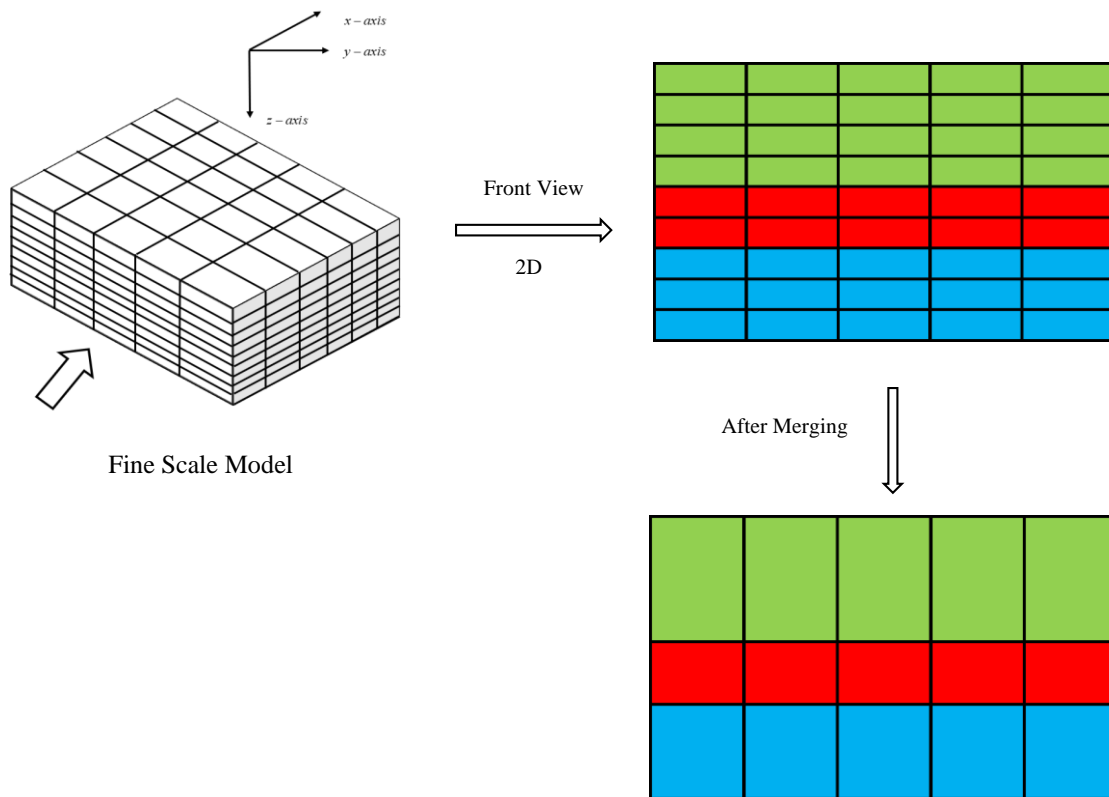 x – axis
y – axis
z – axis
Front View
2D
After Merging
Fine Scale Model